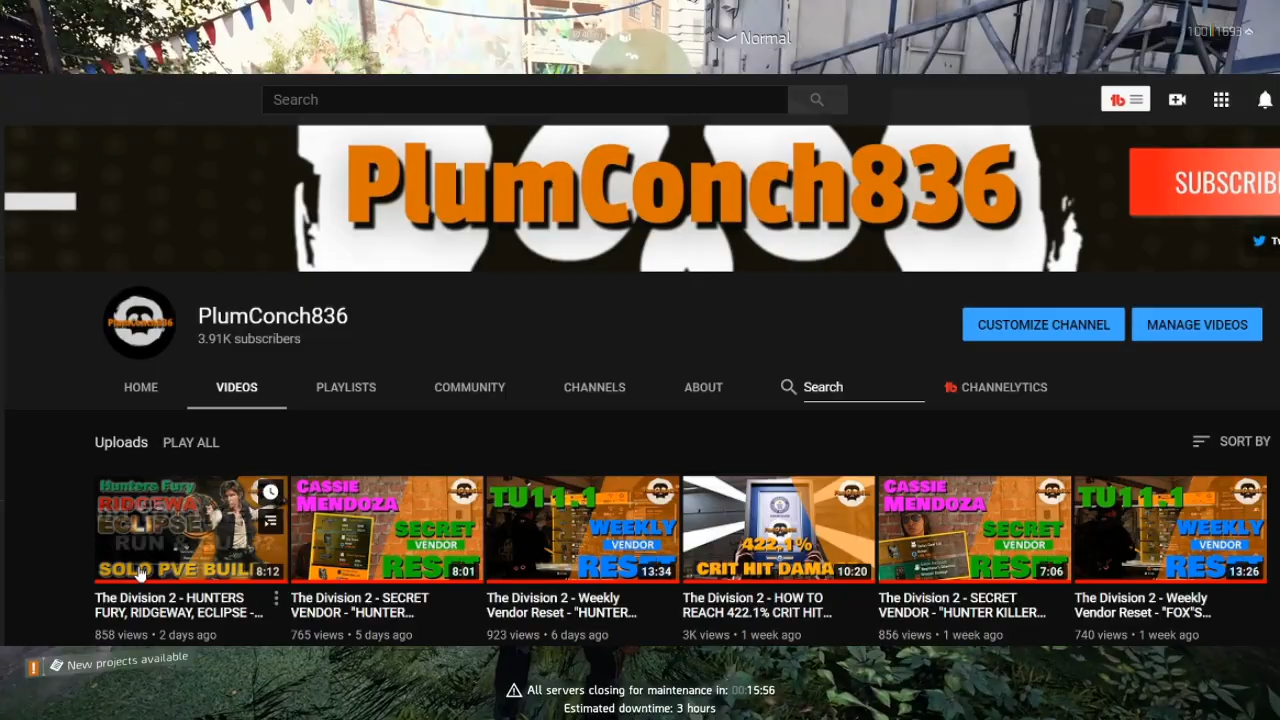 Normal
Search
PlumConch836
SUBSCRIB
PlumConch836
3.91K subscribers
CUSTOMIZE CHANNEL
MANAGE VIDEOS
HOME
VIDEOS
PLAYLISTS
COMMUNITY
CHANNELS
ABOUT
Search
CHANNELYTICS
Uploads
PLAY ALL
SORT BY
Hunters Fury
RIDGEWA
ECLIPSE
RUN &
SOLO PVE BUIL
8:12
CASSIE
MENDOZA
SECRET
VENDOR
RES
8:01
TU11.1
WEEKLY
VENDOR
RES
13:34
422.1%
CRIT HIT DAMA
10:20
CASSIE
MENDOZA
SECRET
VENDOR
RES
7:06
TU11.1
WEEKLY
VENDOR
RES
13:26
The Division 2 - HUNTERS
FURY, RIDGEWAY, ECLIPSE -...
858 views • 2 days ago
The Division 2 - SECRET
VENDOR - "HUNTER...
765 views • 5 days ago
The Division 2 - Weekly
Vendor Reset - "HUNTER...
923 views • 6 days ago
The Division 2 - HOW TO
REACH 422.1% CRIT HIT...
3K views • 1 week ago
The Division 2 - SECRET
VENDOR - "HUNTER KILLER...
856 views • 1 week ago
The Division 2 - Weekly
Vendor Reset - "FOX"S...
740 views • 1 week ago
New projects available
All servers closing for maintenance in: 00:15:56
Estimated downtime: 3 hours